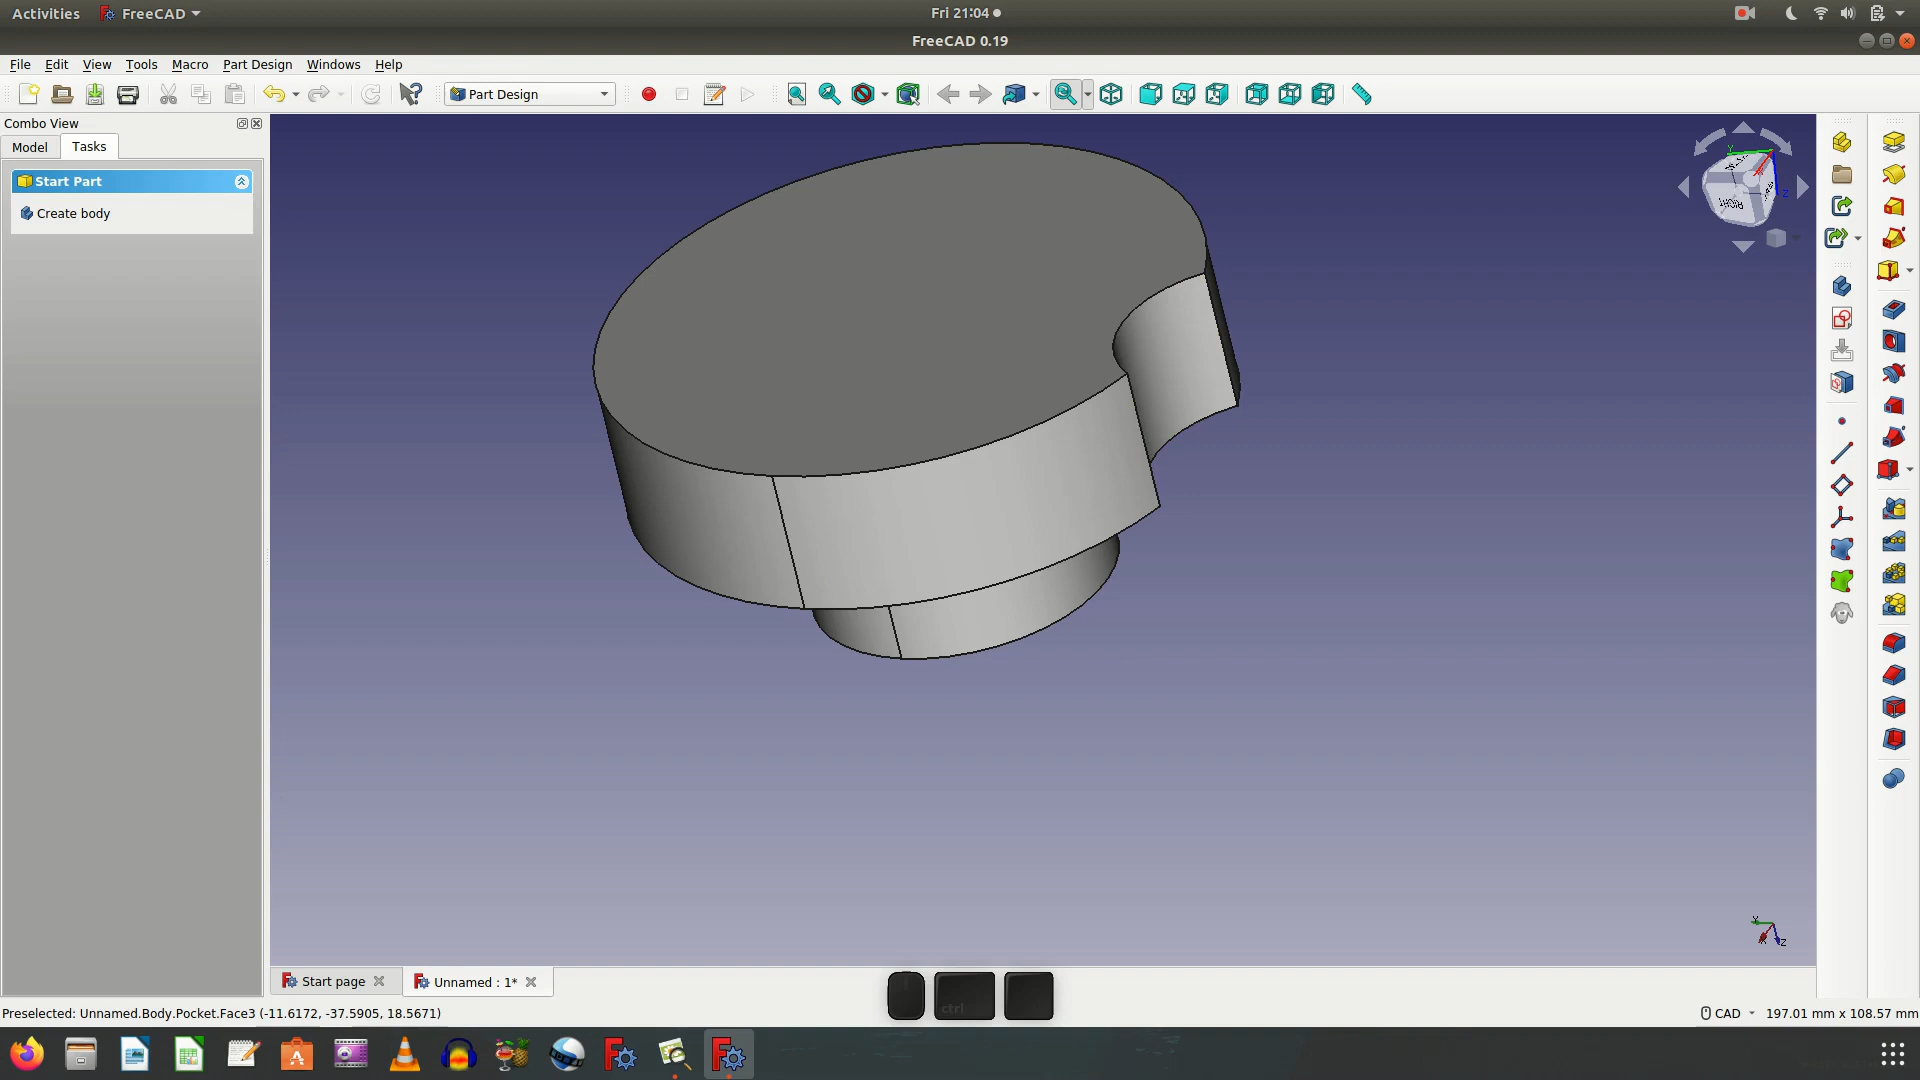 Activities FreeCAD Fri 21:04
FreeCAD 0.19
File Edit View Tools Macro Part Design Windows Help
Part Design
Combo View
Model Tasks
Start Part
Create body
RIGHT
Y
Z
Start page Unnamed : 1*
ctrl
Y
X
Z
Preselected: Unnamed.Body.Pocket.Face3 (-11.6172, -37.5905, 18.5671) CAD 197.01 mm x 108.57 mm